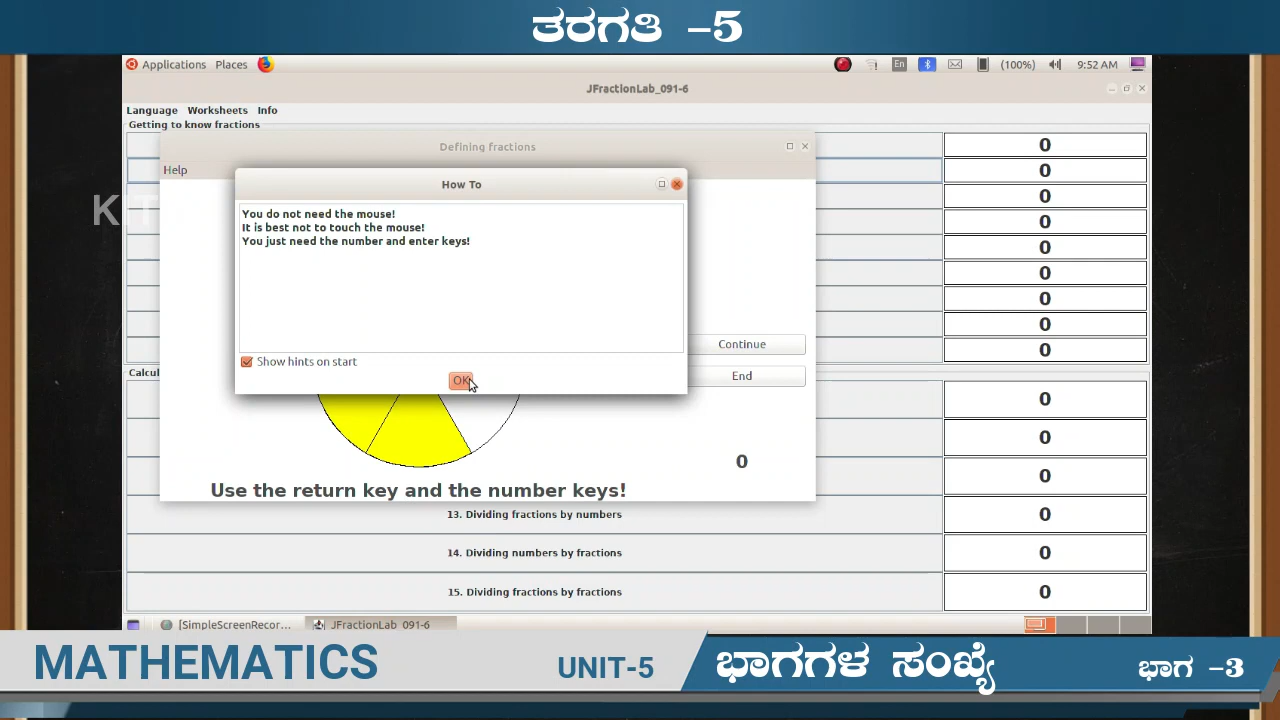 ತರಗತಿ -5
Applications Places
En (100%) 9:52 AM
JFractionLab_091-6
Language Worksheets Info
Getting to know fractions
0
Defining fractions
Help
0
How To
0
You do not need the mouse!
It is best not to touch the mouse!
You just need the number and enter keys!
0
0
0
0
0
0
Continue
Show hints on start
OK
End
Calcul
0
0
0
0
Use the return key and the number keys!
13. Dividing fractions by numbers
0
14. Dividing numbers by fractions
0
15. Dividing fractions by fractions
0
[SimpleScreenRecor... JFractionLab_091-6
MATHEMATICS
UNIT-5
ಭಾಗಗಳ ಸಂಖ್ಯೆ
ಭಾಗ -3